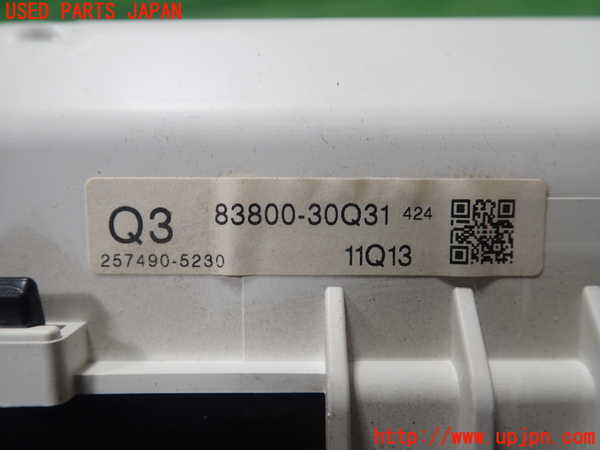 USED PARTS JAPAN
Q3 83800-30Q31 424
257490-5230 11Q13
http://www.upjpn.com/